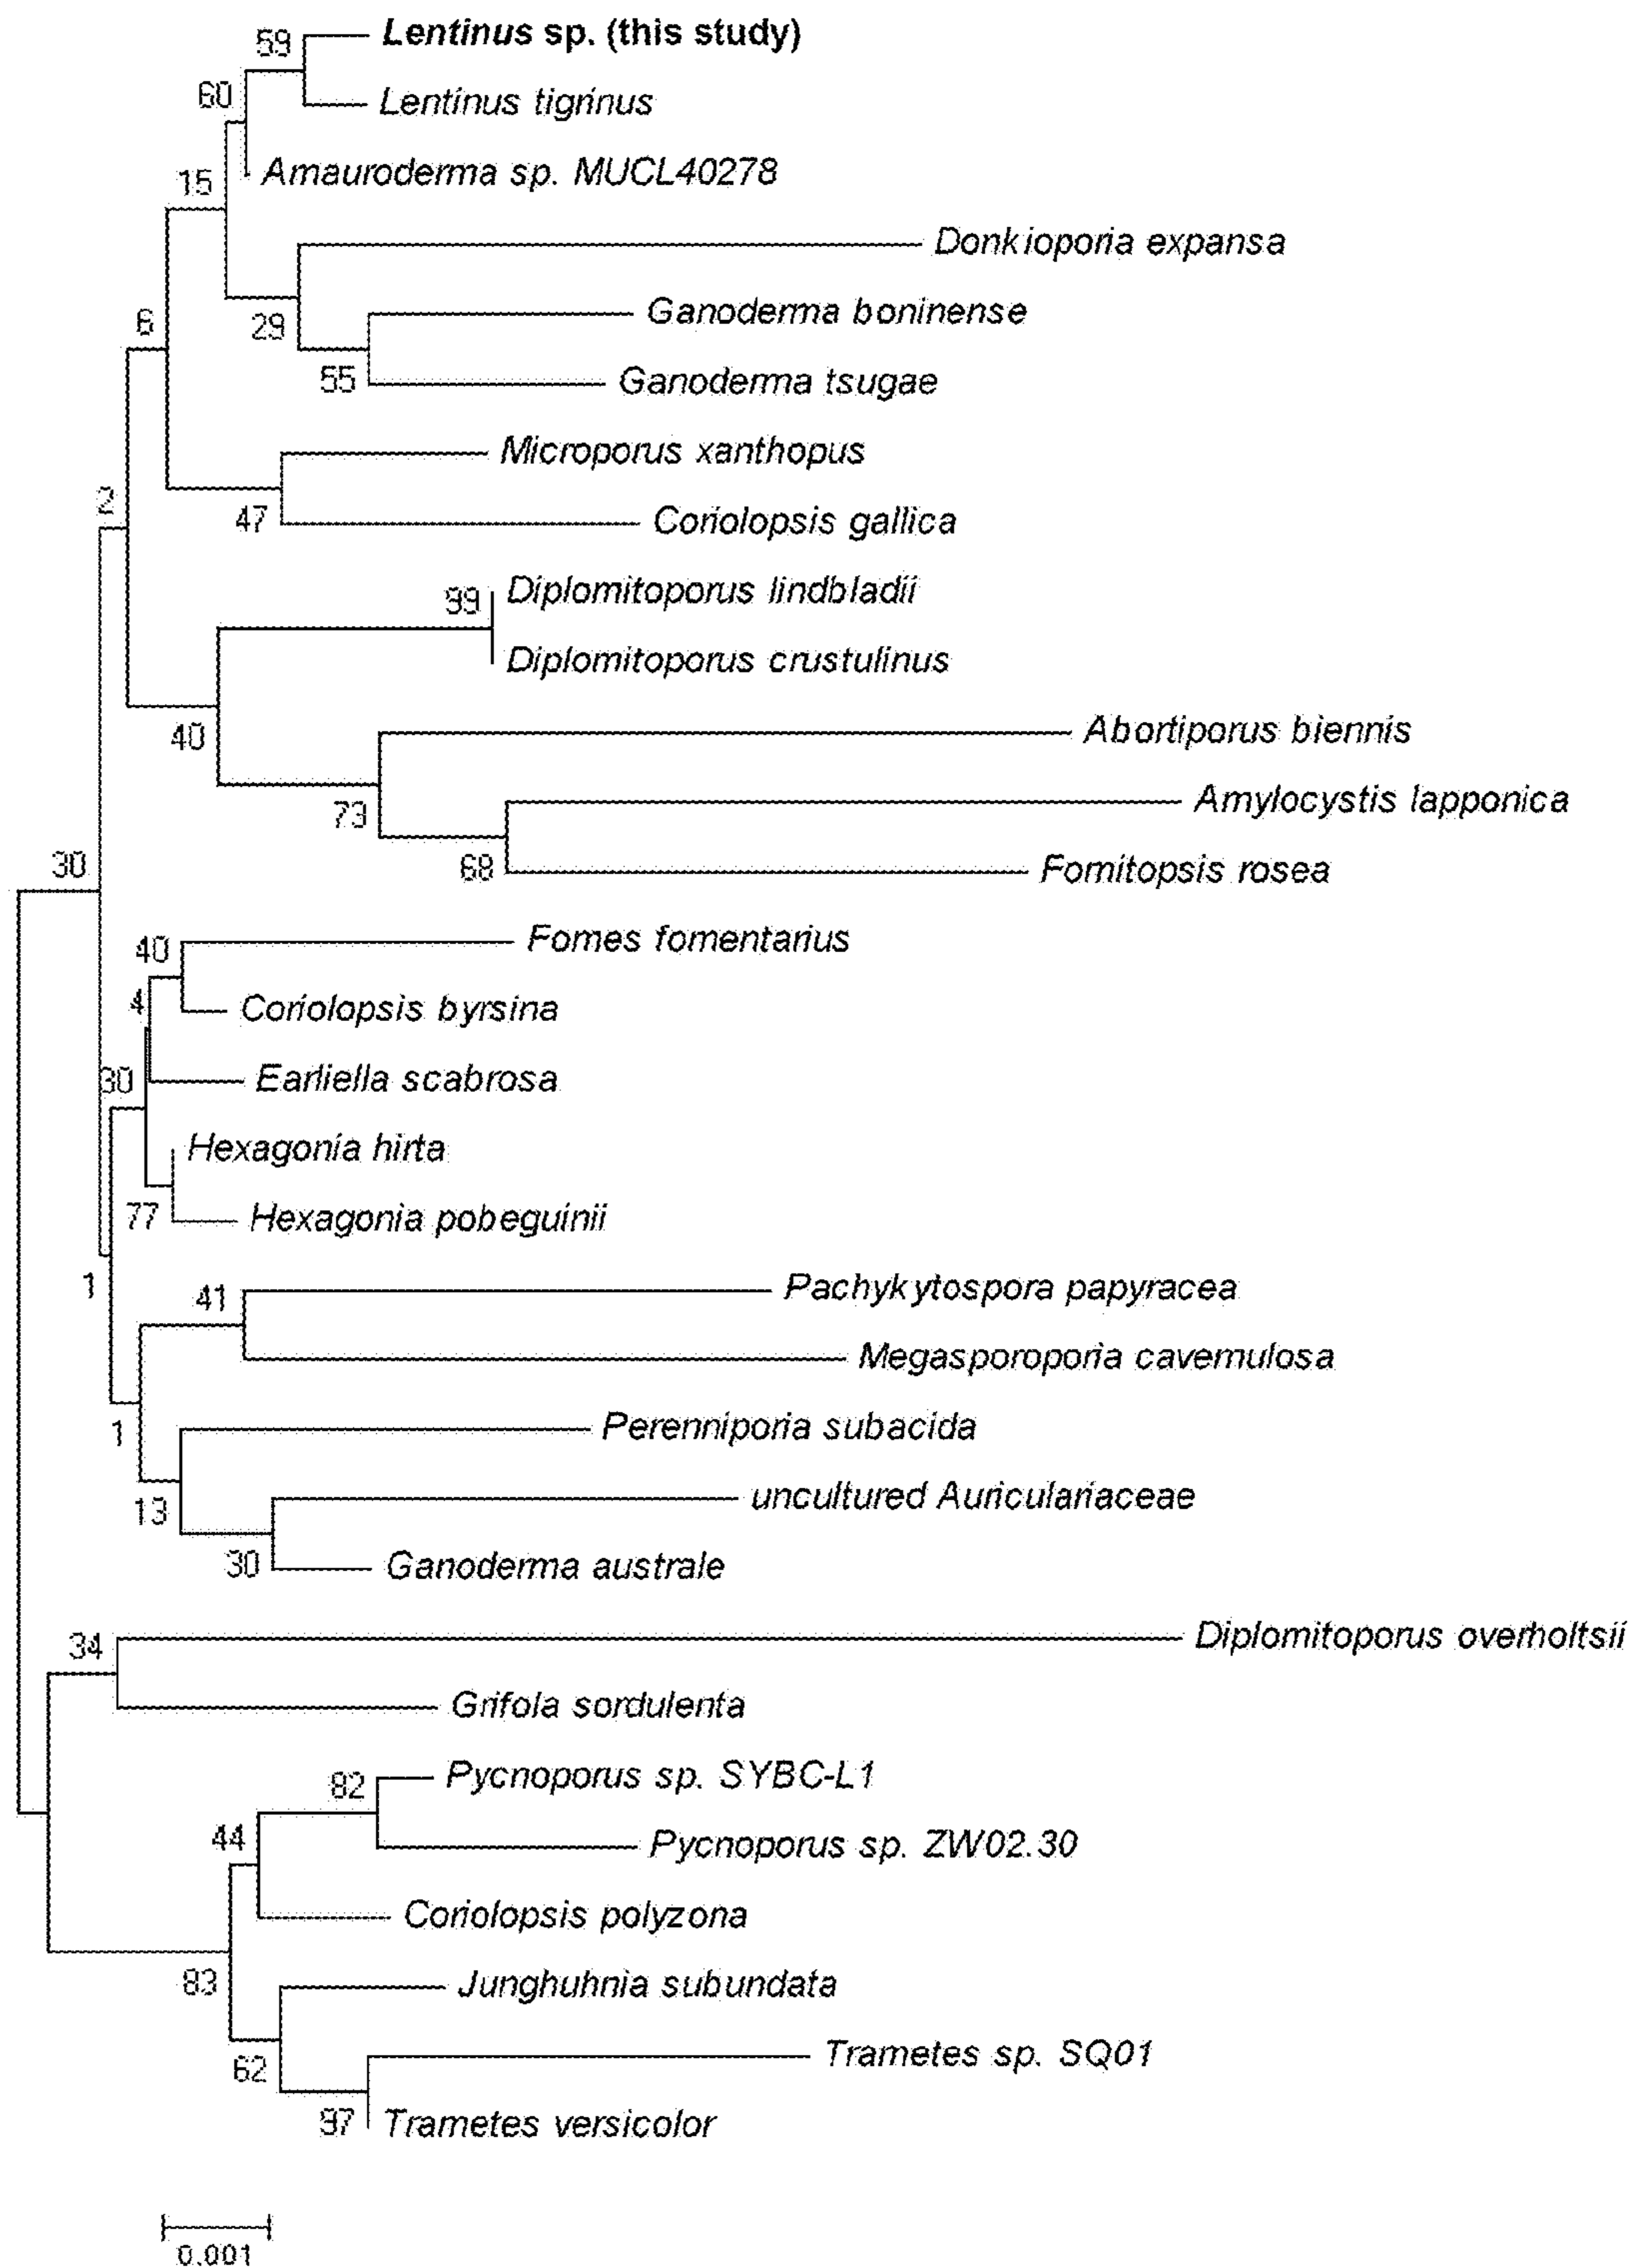 59
Lentinus sp. (this study)
60
Lentinus tigrinus
15
Amauroderma sp. MUCL40278
Donkioporia expansa
6
29
Ganoderma boninense
55
Ganoderma tsugae
Microporus xanthopus
2
47
Coriolopsis gallica
99
Diplomitoporus lindbladii
Diplomitoporus crustulinus
40
Abortiporus biennis
73
Amylocystis lapponica
30
68
Fomitopsis rosea
40
Fomes fomentarius
4
Coriolopsis byrsina
30
Earliella scabrosa
Hexagonia hirta
77
Hexagonia pobeguinii
1
41
Pachykytospora papyracea
Megasporoporia cavernulosa
1
Perenniporia subacida
13
uncultured Auriculariaceae
30
Ganoderma australe
34
Diplomitoporus overholtsii
Grifola sordulenta
82
Pycnoporus sp. SYBC-L1
44
Pycnoporus sp. ZW02.30
Coriolopsis polyzona
83
Junghuhnia subundata
62
Trametes sp. SQ01
97
Trametes versicolor
0.001